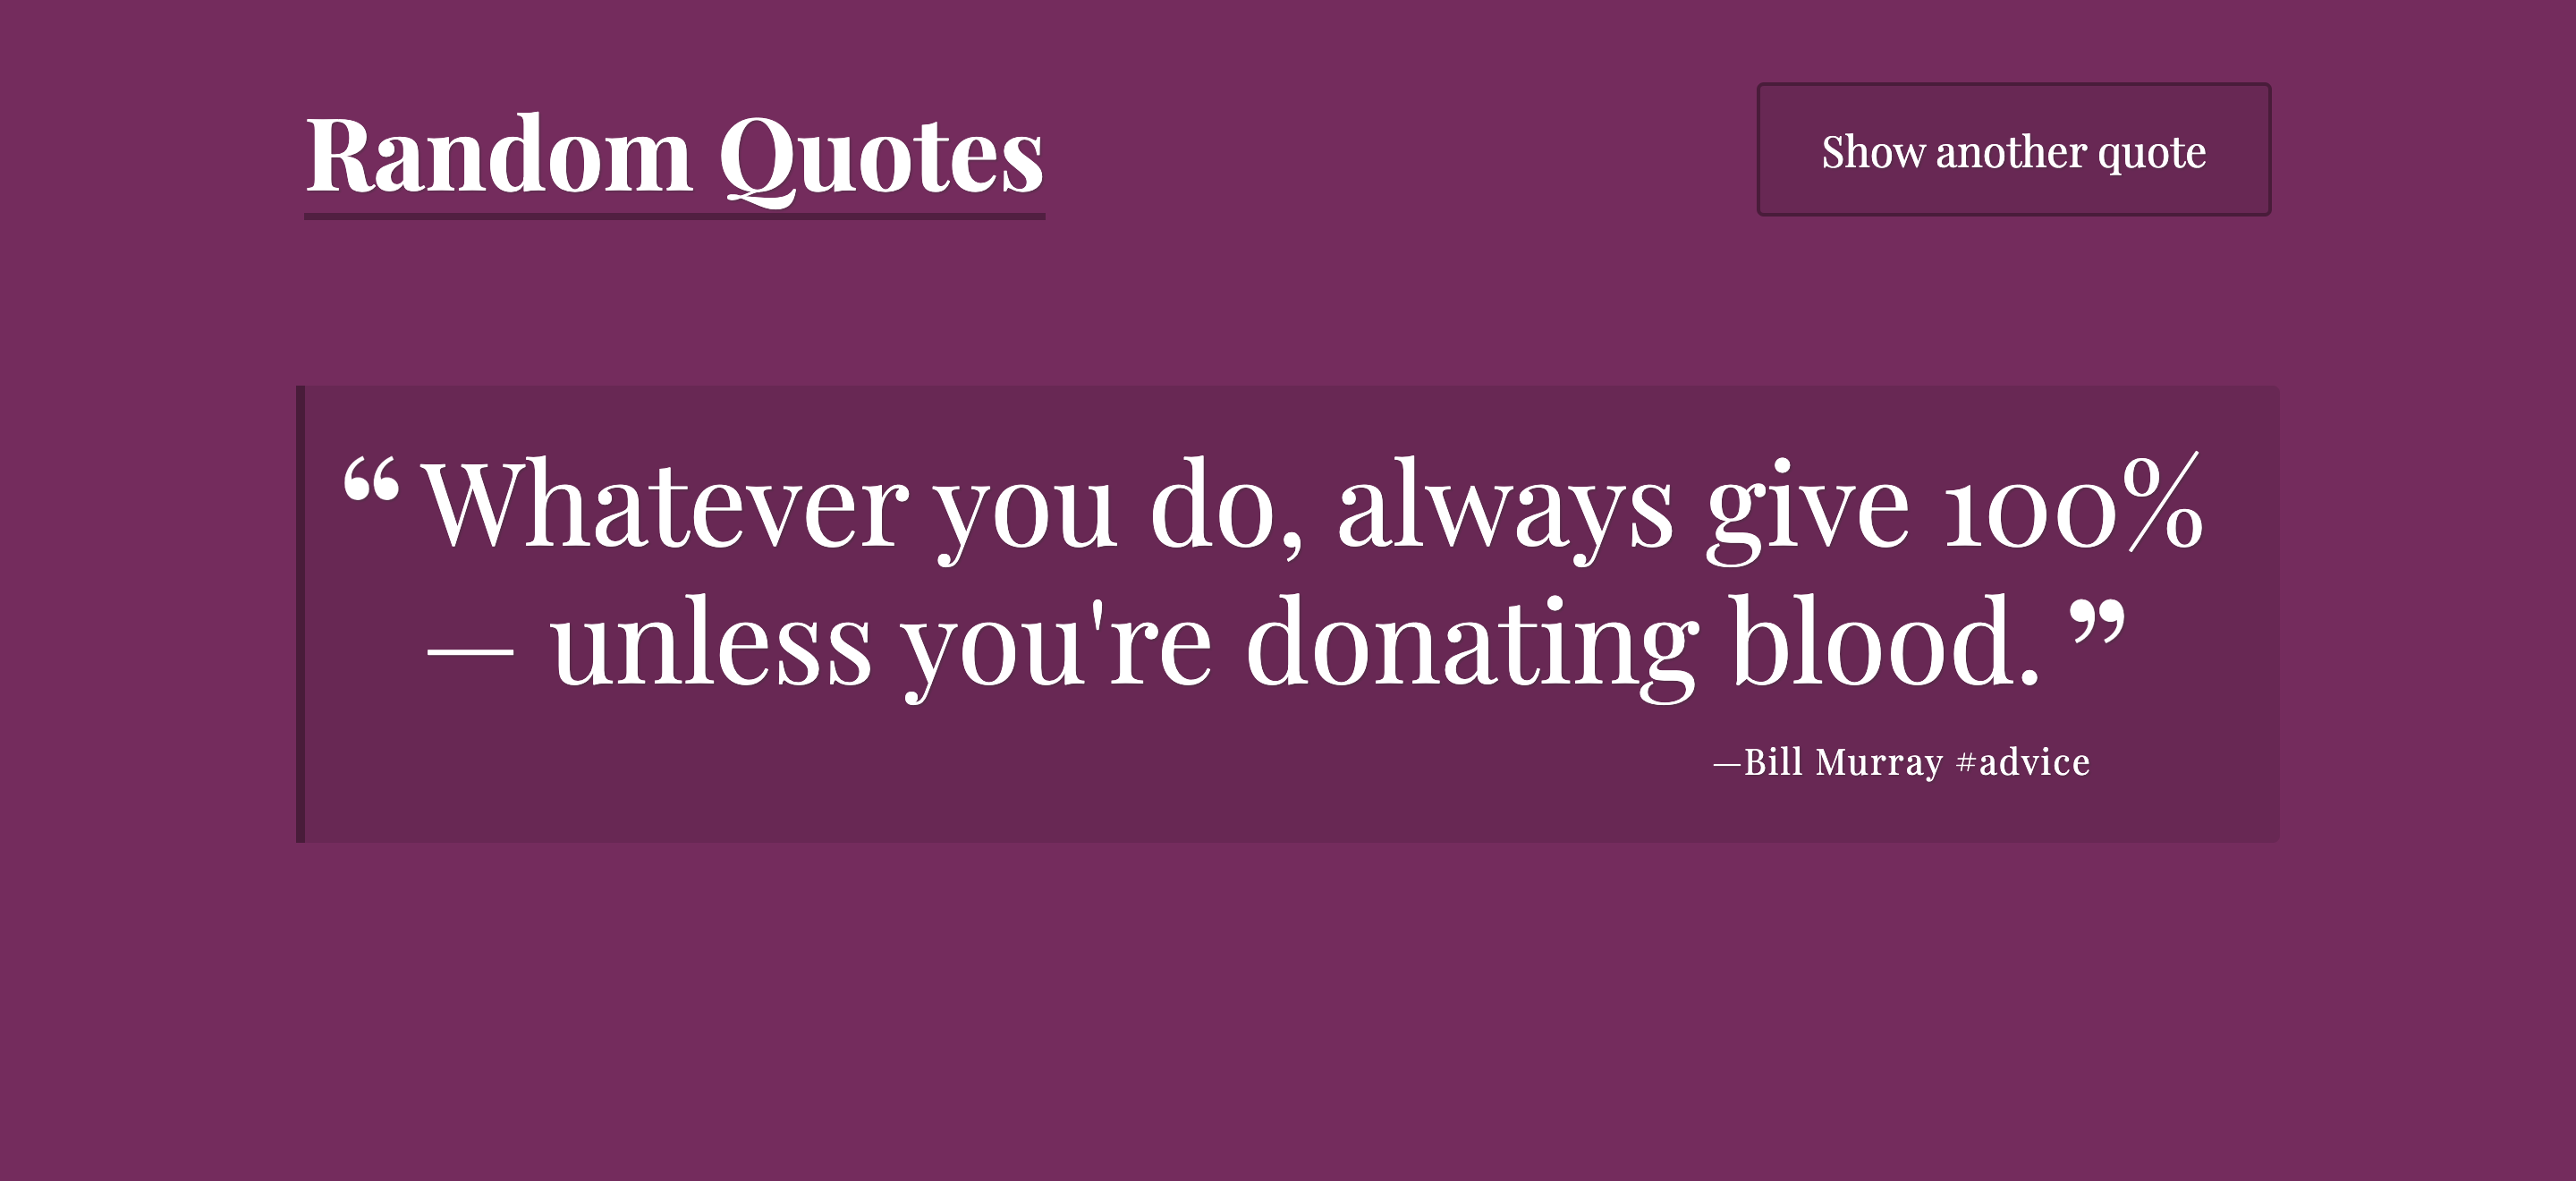 Random Quotes
Show another quote
“Whatever you do, always give 100%
— unless you're donating blood.”
—Bill Murray #advice